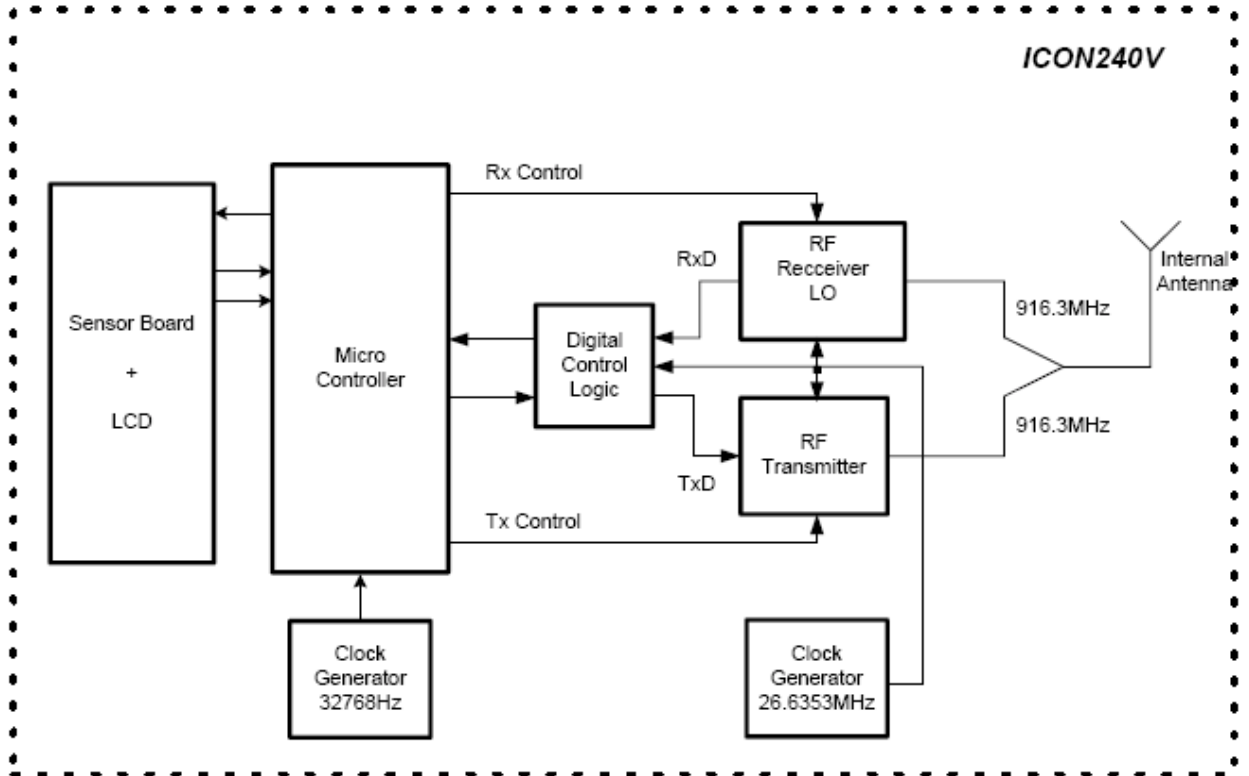 ICON240V
Rx Control
RF
Recceiver
LO
RxD
Internal
Antenna
916.3MHz
Sensor Board
+
LCD
Micro
Controller
Digital
Control
Logic
916.3MHz
RF
Transmitter
TxD
Tx Control
Clock
Generator
32768Hz
Clock
Generator
26.6353MHz